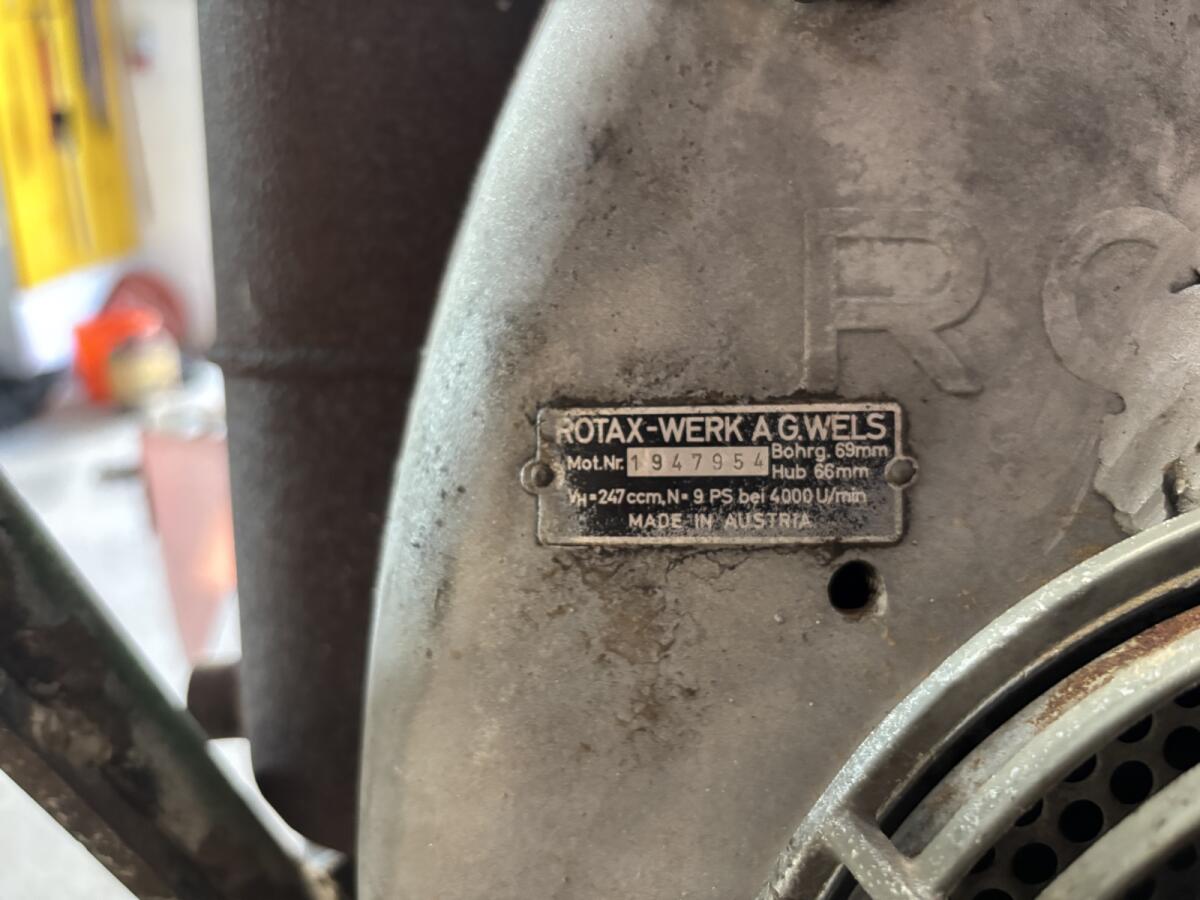 RO
ROTAX-WERK A.G. WELS
Mot.Nr. 1947954 Bohrg. 69mm
Hub 66mm
VH=247ccm, N=9 PS bei 4000 U/min
MADE IN AUSTRIA